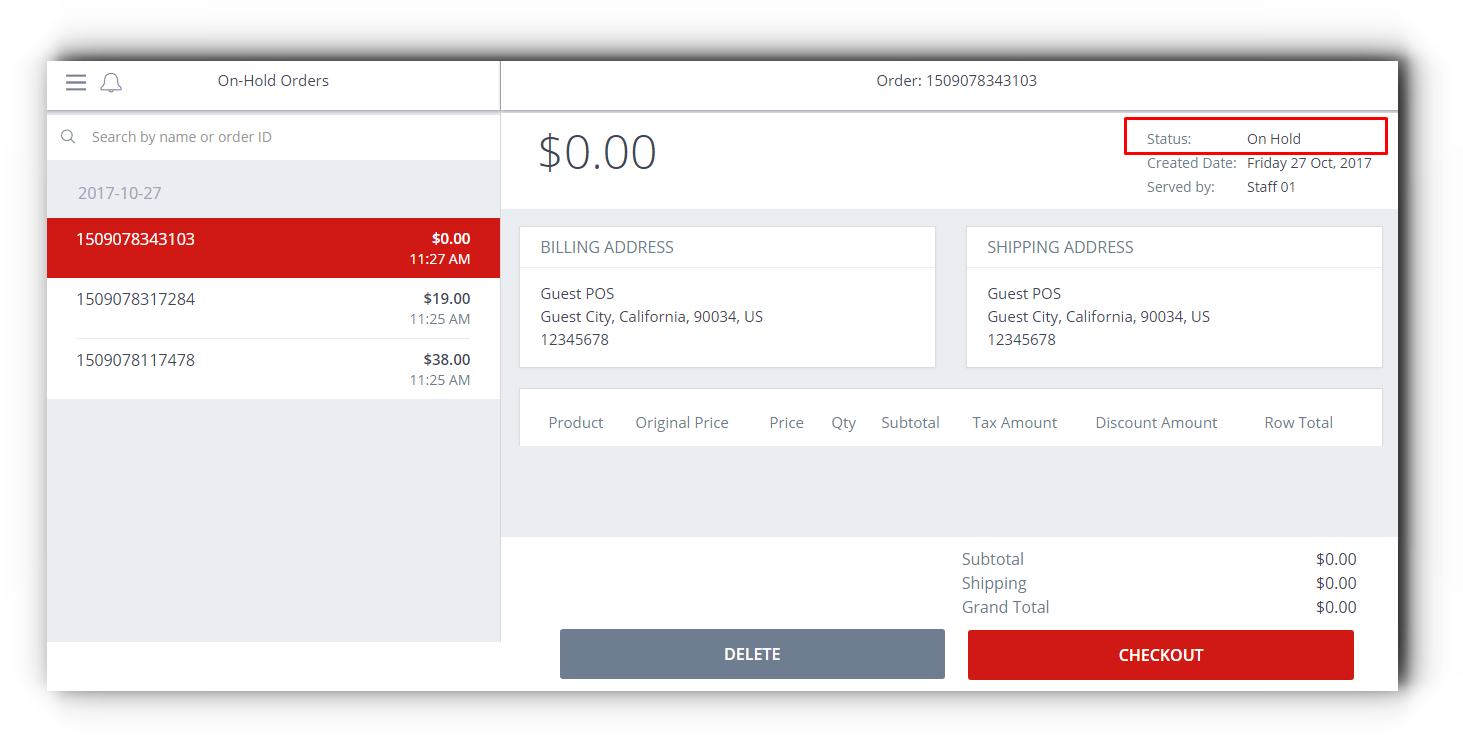 On-Hold Orders
Search by name or order ID
2017-10-27
1509078343103 $0.00
11:27 AM
1509078317284 $19.00
11:25 AM
1509078117478 $38.00
11:25 AM
Order: 1509078343103
$0.00
Status: On Hold
Created Date: Friday 27 Oct, 2017
Served by: Staff 01
BILLING ADDRESS
Guest POS
Guest City, California, 90034, US
12345678
SHIPPING ADDRESS
Guest POS
Guest City, California, 90034, US
12345678
Product Original Price Price Qty Subtotal Tax Amount Discount Amount Row Total
Subtotal $0.00
Shipping $0.00
Grand Total $0.00
DELETE CHECKOUT